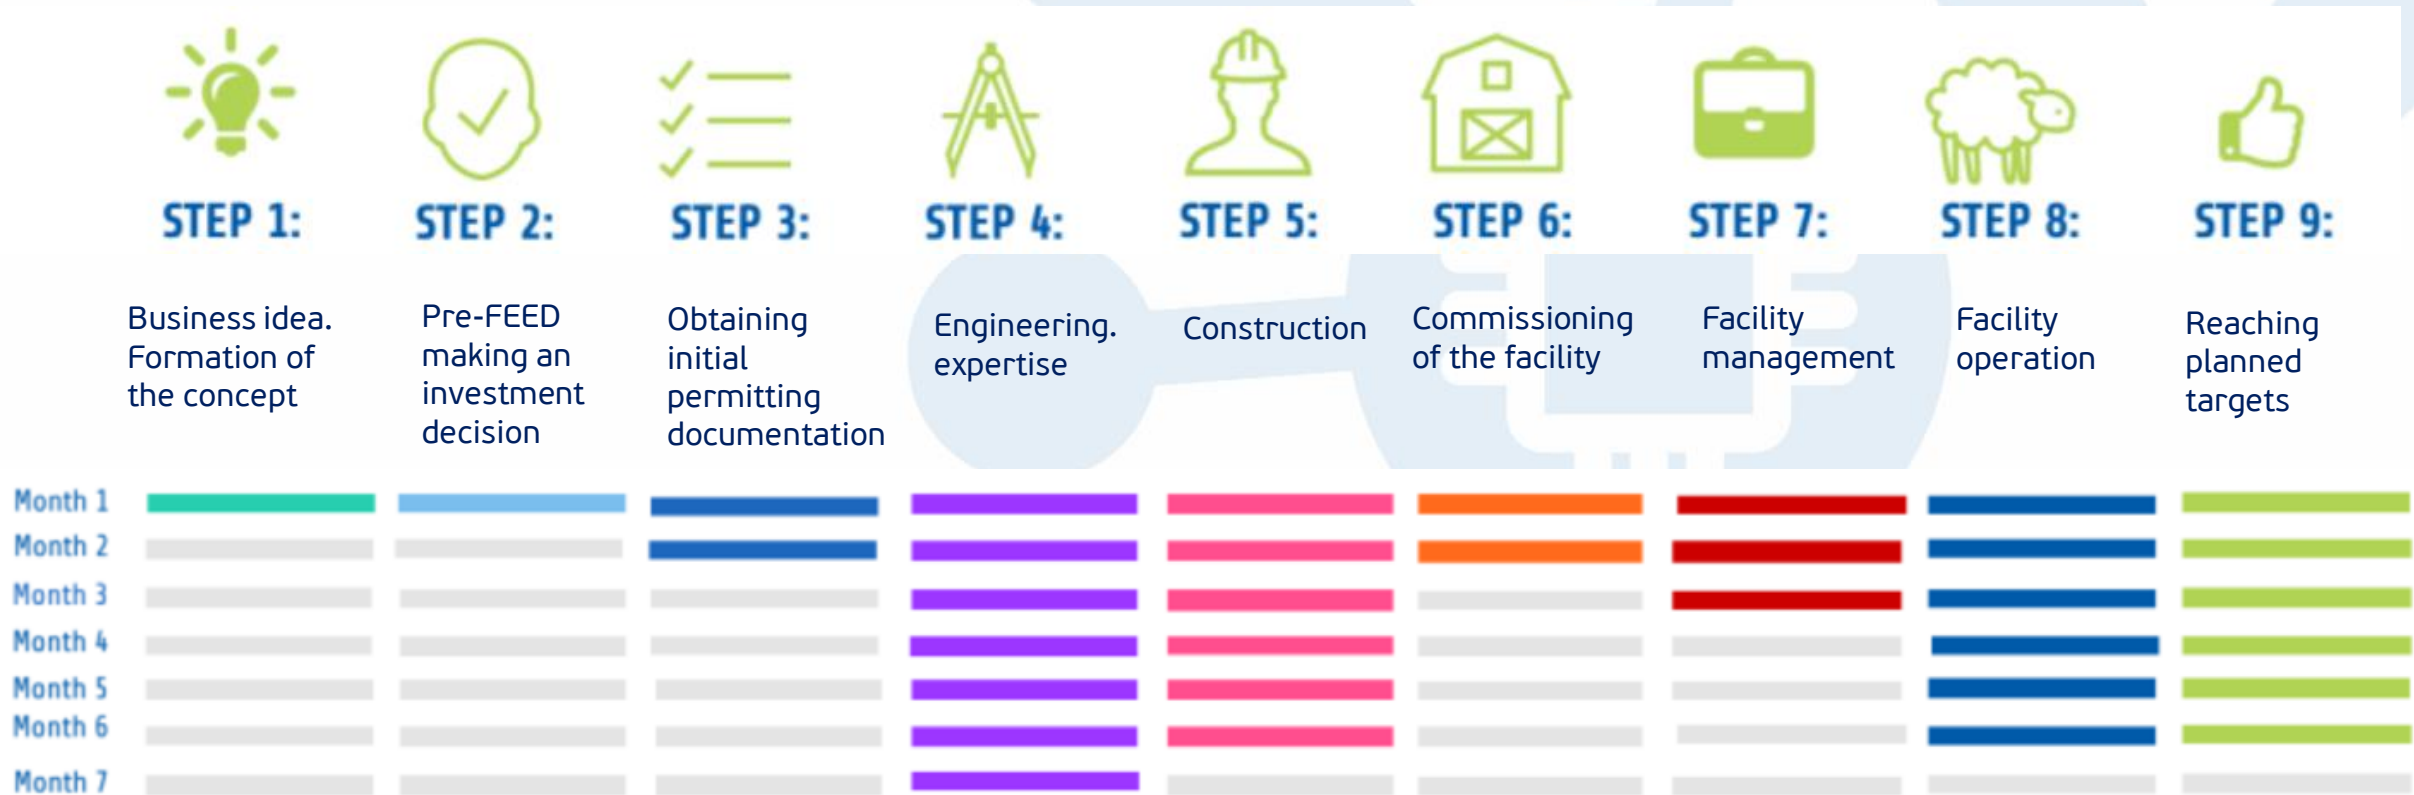 STEP 1:
STEP 2:
STEP 3:
STEP 4:
STEP 5:
STEP 6:
STEP 7:
STEP 8:
STEP 9:
Business idea.
Formation of
the concept
Pre-FEED
making an
investment
decision
Obtaining
initial
permitting
documentation
Engineering.
expertise
Construction
Commissioning
of the facility
Facility
management
Facility
operation
Reaching
planned
targets
Month 1
Month 2
Month 3
Month 4
Month 5
Month 6
Month 7